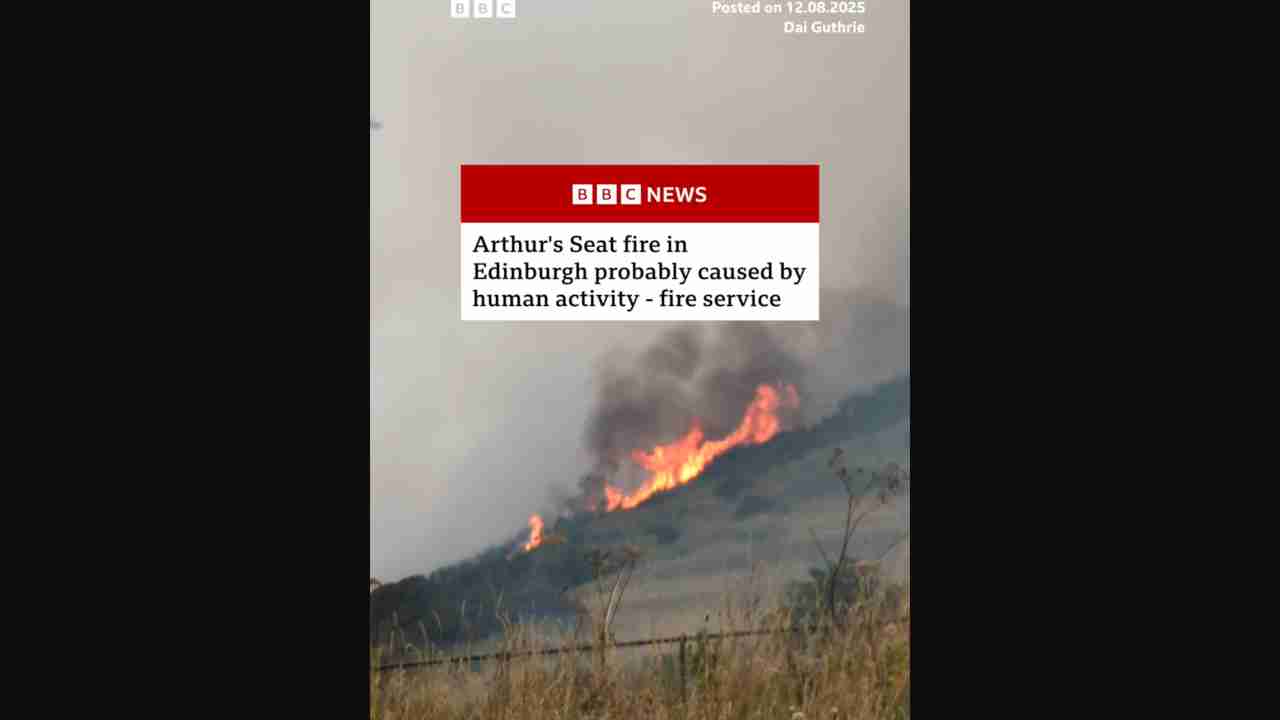 BBC
Posted on 12.08.2025
Dai Guthrie
BBC NEWS
Arthur's Seat fire in
Edinburgh probably caused by
human activity - fire service